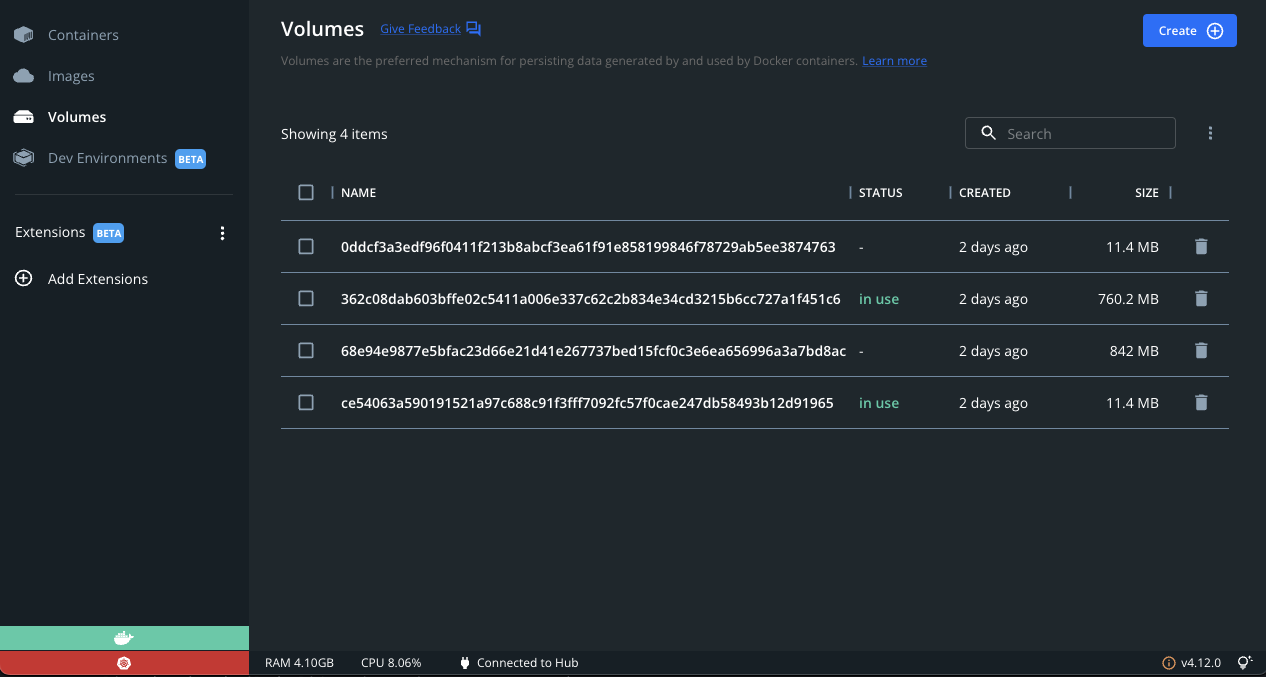 Containers
Images
Volumes
Dev Environments BETA
Extensions BETA
Add Extensions
Volumes Give Feedback
Create
Volumes are the preferred mechanism for persisting data generated by and used by Docker containers. Learn more
Showing 4 items
Search
NAME STATUS CREATED SIZE
0ddcf3a3edf96f0411f213b8abcf3ea61f91e858199846f78729ab5ee3874763 - 2 days ago 11.4 MB
362c08dab603bffe02c5411a006e337c62c2b834e34cd3215b6cc727a1f451c6 in use 2 days ago 760.2 MB
68e94e9877e5bfac23d66e21d41e267737bed15fcf0c3e6ea656996a3a7bd8ac - 2 days ago 842 MB
ce54063a590191521a97c688c91f3fff7092fc57f0cae247db58493b12d91965 in use 2 days ago 11.4 MB
RAM 4.10GB CPU 8.06% Connected to Hub v4.12.0